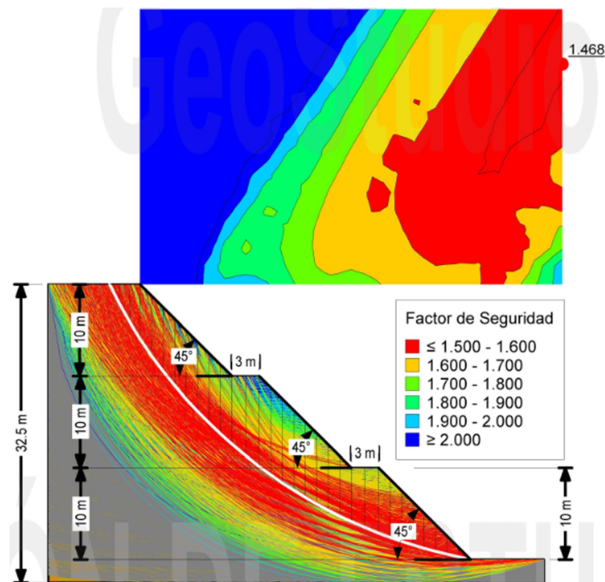 GeoStudio
1.468
Factor de Seguridad
≤ 1.500 - 1.600
1.600 - 1.700
1.700 - 1.800
1.800 - 1.900
1.900 - 2.000
≥ 2.000
10 m
45°
3 m
32.5 m
10 m
45°
3 m
10 m
45°
10 m